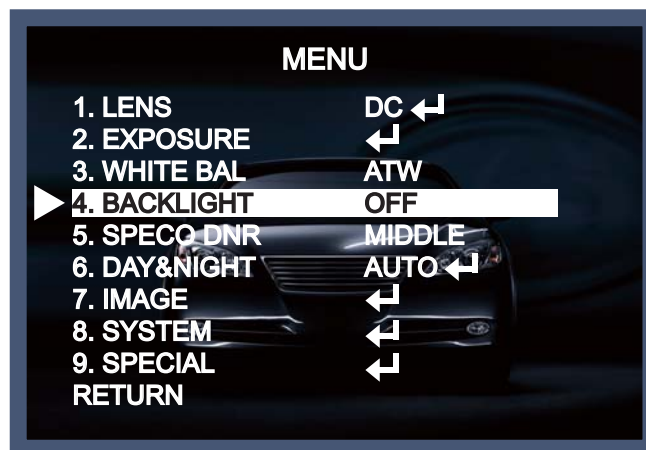 MENU
1. LENS DC
2. EXPOSURE
3. WHITE BAL ATW
4. BACKLIGHT OFF
5. SPECO DNR MIDDLE
6. DAY&NIGHT AUTO
7. IMAGE
8. SYSTEM
9. SPECIAL
RETURN